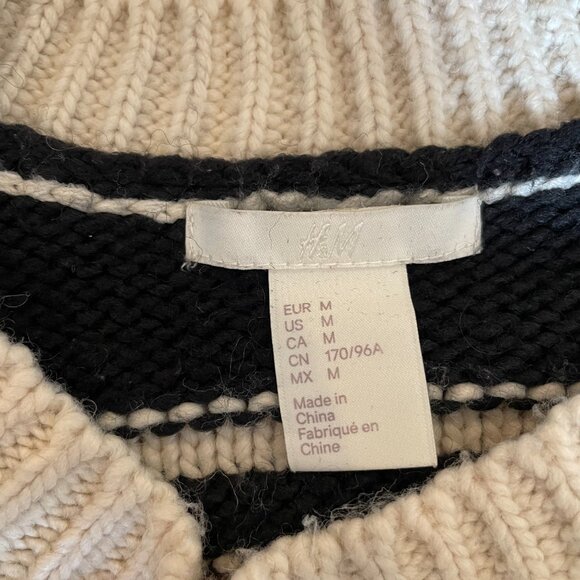 H&M
EUR M
US M
CA M
CN 170/96A
MX M
Made in
China
Fabriqué en
Chine